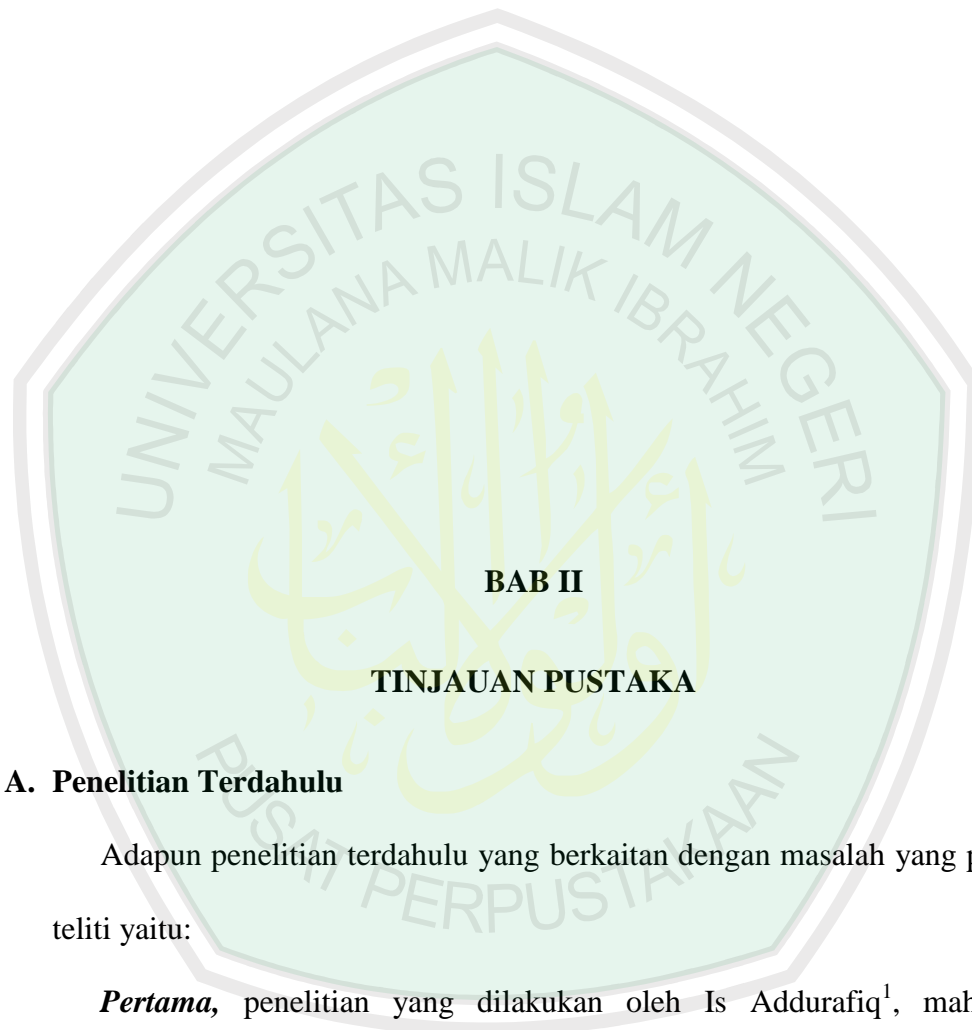 UNIVERSITAS ISLAM NEGERI
MAULANA MALIK IBRAHIM
BAB II
TINJAUAN PUSTAKA
A. Penelitian Terdahulu
Adapun penelitian terdahulu yang berkaitan dengan masalah yang
teliti yaitu:
Pertama, penelitian yang dilakukan oleh Is Addurafiq¹,
PUSAT PERPUSTAKAAN